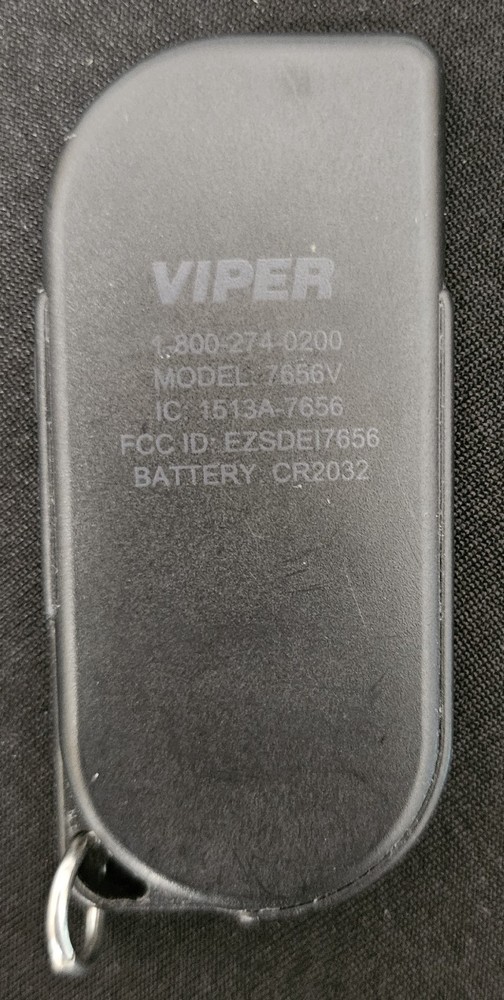 VIPER
1-800-274-0200
MODEL: 7656V
IC: 1513A-7656
FCC ID: EZSDEI7656
BATTERY CR2032